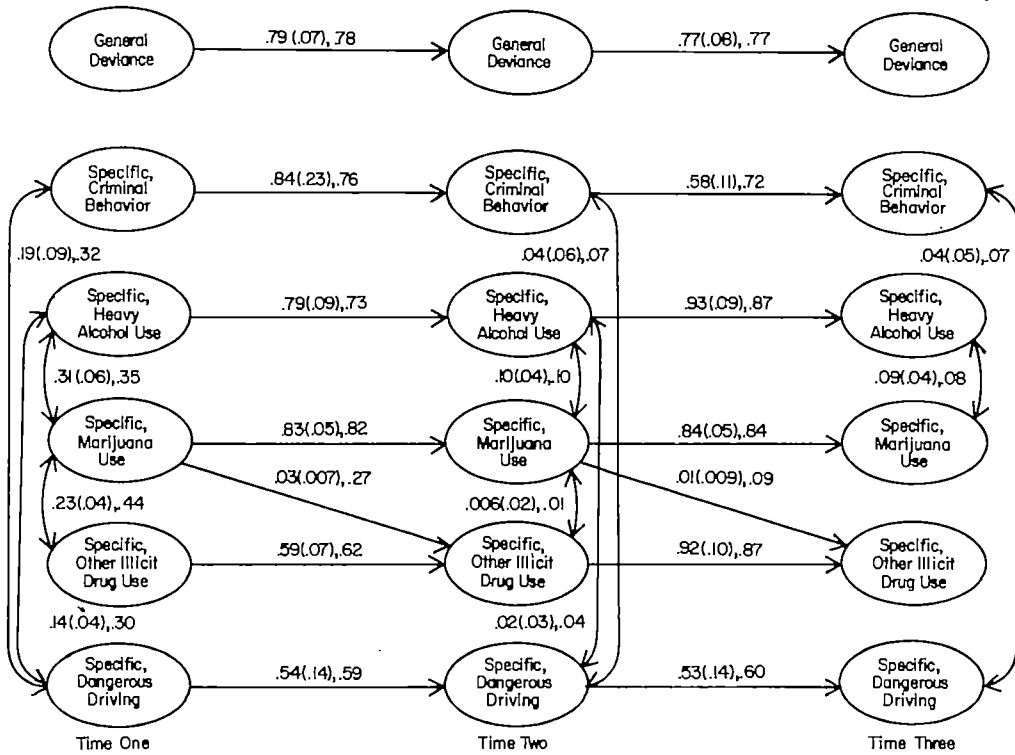 General
Deviance
.79(.07),.78
General
Deviance
.77(.08),.77
General
Deviance
Specific,
Criminal
Behavior
.84(.23),.76
Specific,
Criminal
Behavior
.58(.11),.72
Specific,
Criminal
Behavior
.19(.09),.32
.04(.06),.07
.04(.05),.07
Specific,
Heavy
Alcohol Use
.79(.09),.73
Specific,
Heavy
Alcohol Use
.93(.09),.87
Specific,
Heavy
Alcohol Use
.31(.06),.35
.10(.04),.10
.09(.04),.08
Specific,
Marijuana
Use
.83(.05),.82
Specific,
Marijuana
Use
.84(.05),.84
Specific,
Marijuana
Use
.03(.007),.27
.01(.009),.09
.23(.04),.44
.006(.02),.01
Specific,
Other Illicit
Drug Use
.59(.07),.62
Specific,
Other Illicit
Drug Use
.92(.10),.87
Specific,
Other Illicit
Drug Use
.14(.04),.30
.02(.03),.04
Specific,
Dangerous
Driving
.54(.14),.59
Specific,
Dangerous
Driving
.53(.14),.60
Specific,
Dangerous
Driving
Time One
Time Two
Time Three